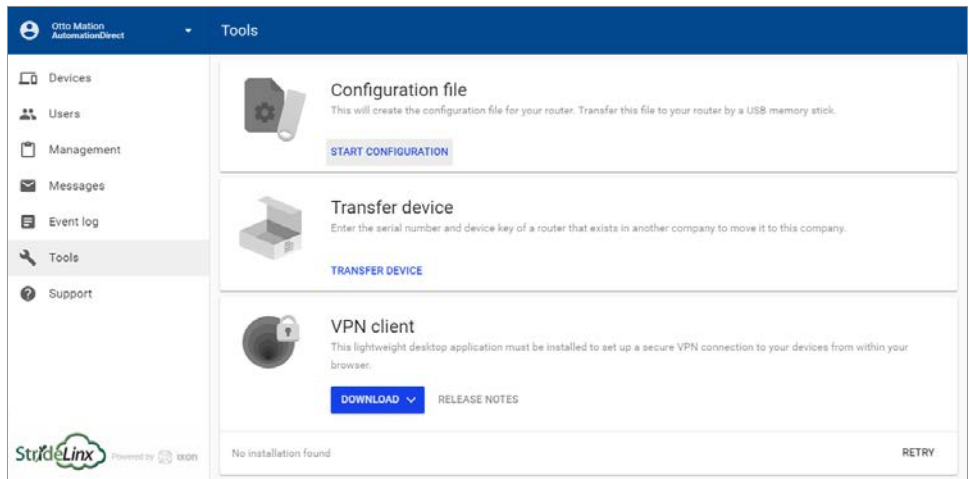 Otto Mation
AutomationDirect
Tools
Devices
Users
Management
Messages
Event log
Tools
Support
StrideLinx
Powered by ixon
Configuration file
This will create the configuration file for your router. Transfer this file to your router by a USB memory stick.
START CONFIGURATION
Transfer device
Enter the serial number and device key of a router that exists in another company to move it to this company.
TRANSFER DEVICE
VPN client
This lightweight desktop application must be installed to set up a secure VPN connection to your devices from within your
browser.
DOWNLOAD
RELEASE NOTES
No installation found
RETRY